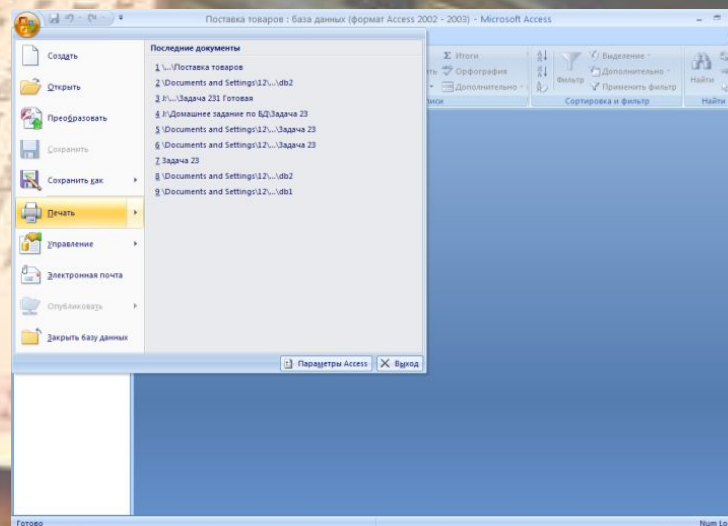 Поставка товаров : база данных (формат Access 2002 - 2003) - Microsoft Access
Создать
Открыть
Преобразовать
Сохранить
Сохранить как
Печать
Управление
Электронная почта
Опубликовать
Закрыть базу данных
Последние документы
1 \...\Поставка товаров
2 \Documents and Settings\12\...\db2
3 J:\...\Задача 231 Готовая
4 J:\Домашнее задание по БД\Задача 23
5 \Documents and Settings\12\...\Задача 23
6 \Documents and Settings\12\...\Задача 23
7 Задача 23
8 \Documents and Settings\12\...\db2
9 \Documents and Settings\12\...\db1
Параметры Access
Выход
Итоги
Орфография
Дополнительно
Фильтр
Выделение
Дополнительно
Применить фильтр
Сортировка и фильтр
Найти
Найти
Готово
Num Lo